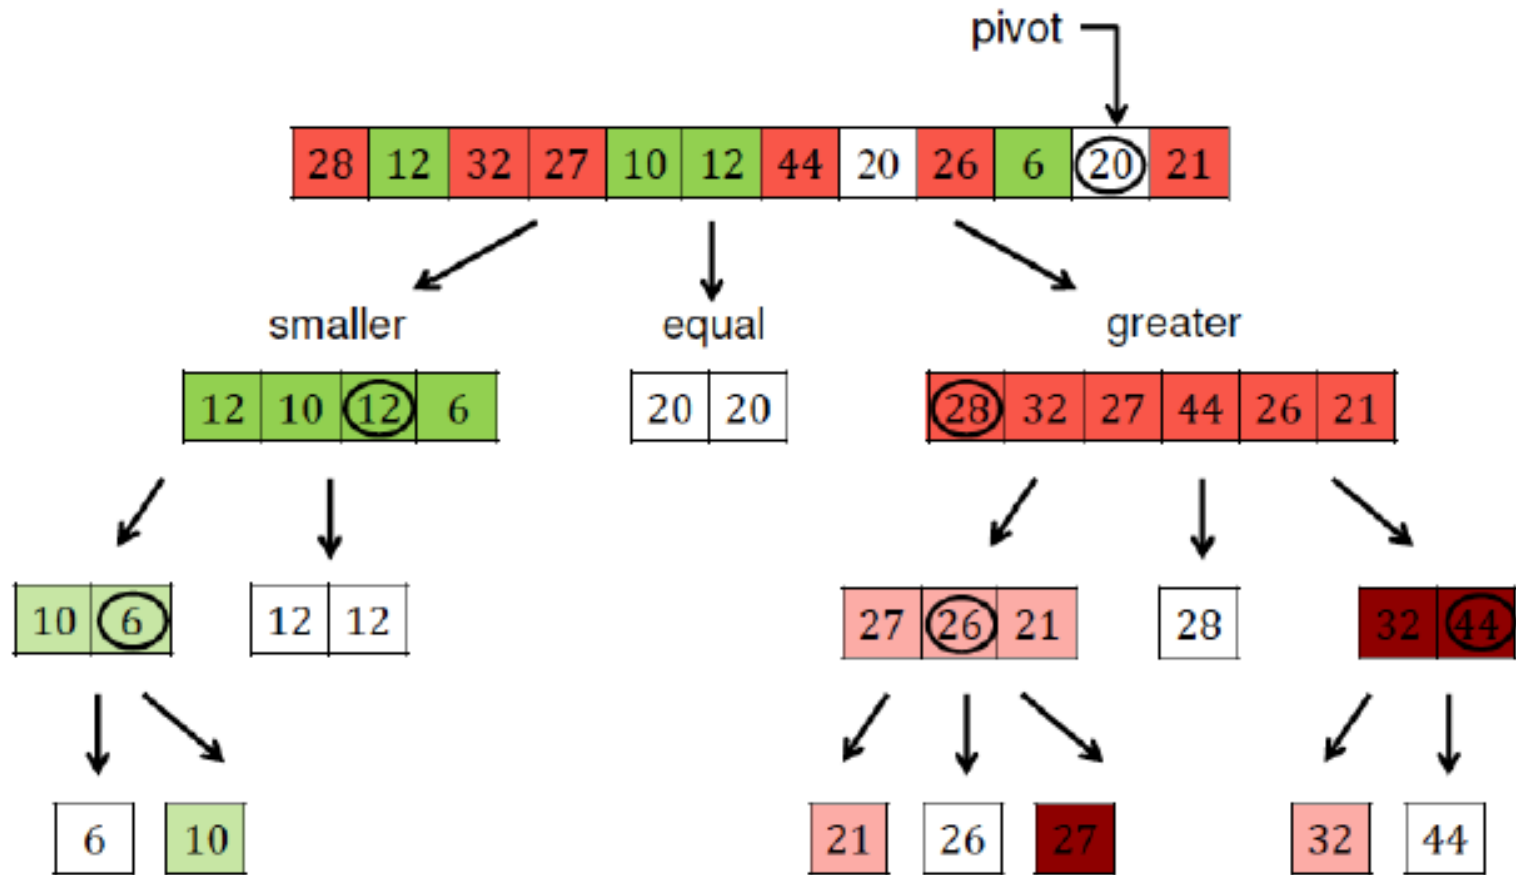 pivot
28 12 32 27 10 12 44 20 26 6 20 21
smaller equal greater
12 10 12 6 20 20 28 32 27 44 26 21
10 6 12 12 27 26 21 28 32 44
6 10 21 26 27 32 44